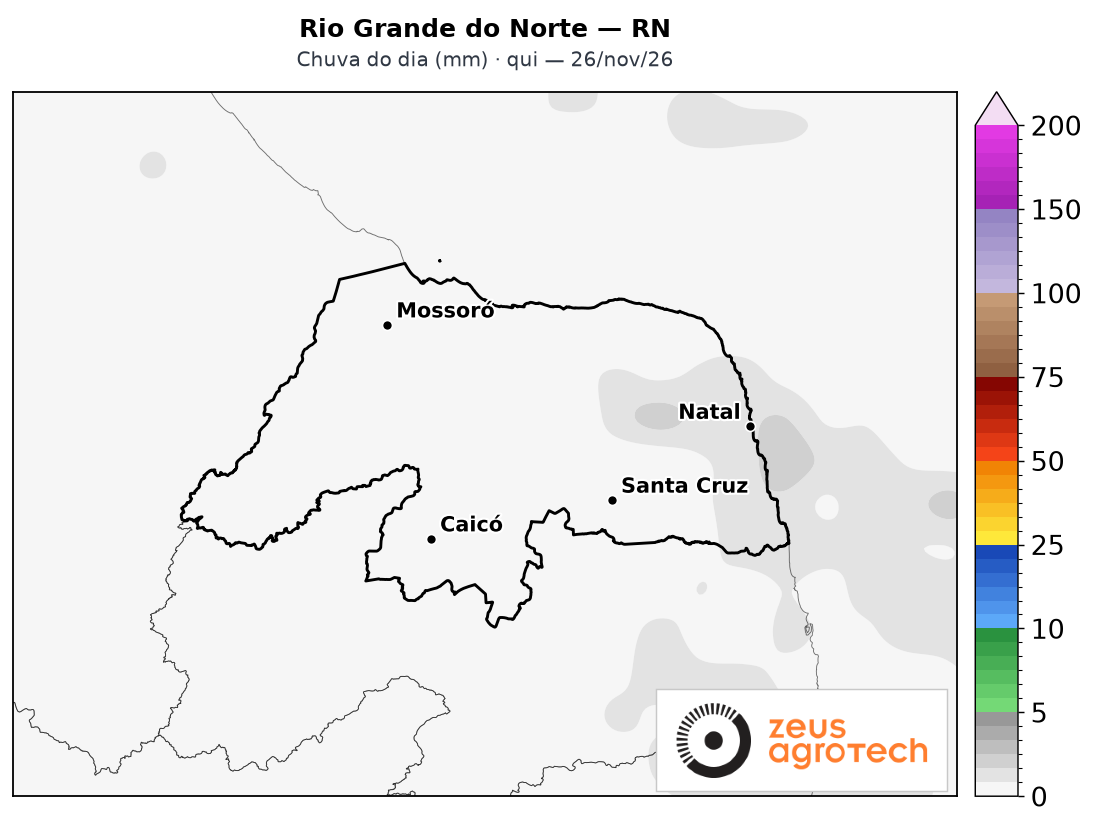 Rio Grande do Norte — RN
Chuva do dia (mm) · qui — 26/nov/26
200
150
100
75
50
25
10
5
0
Mossoró
Natal
Santa Cruz
Caicó
zeus
agrotech